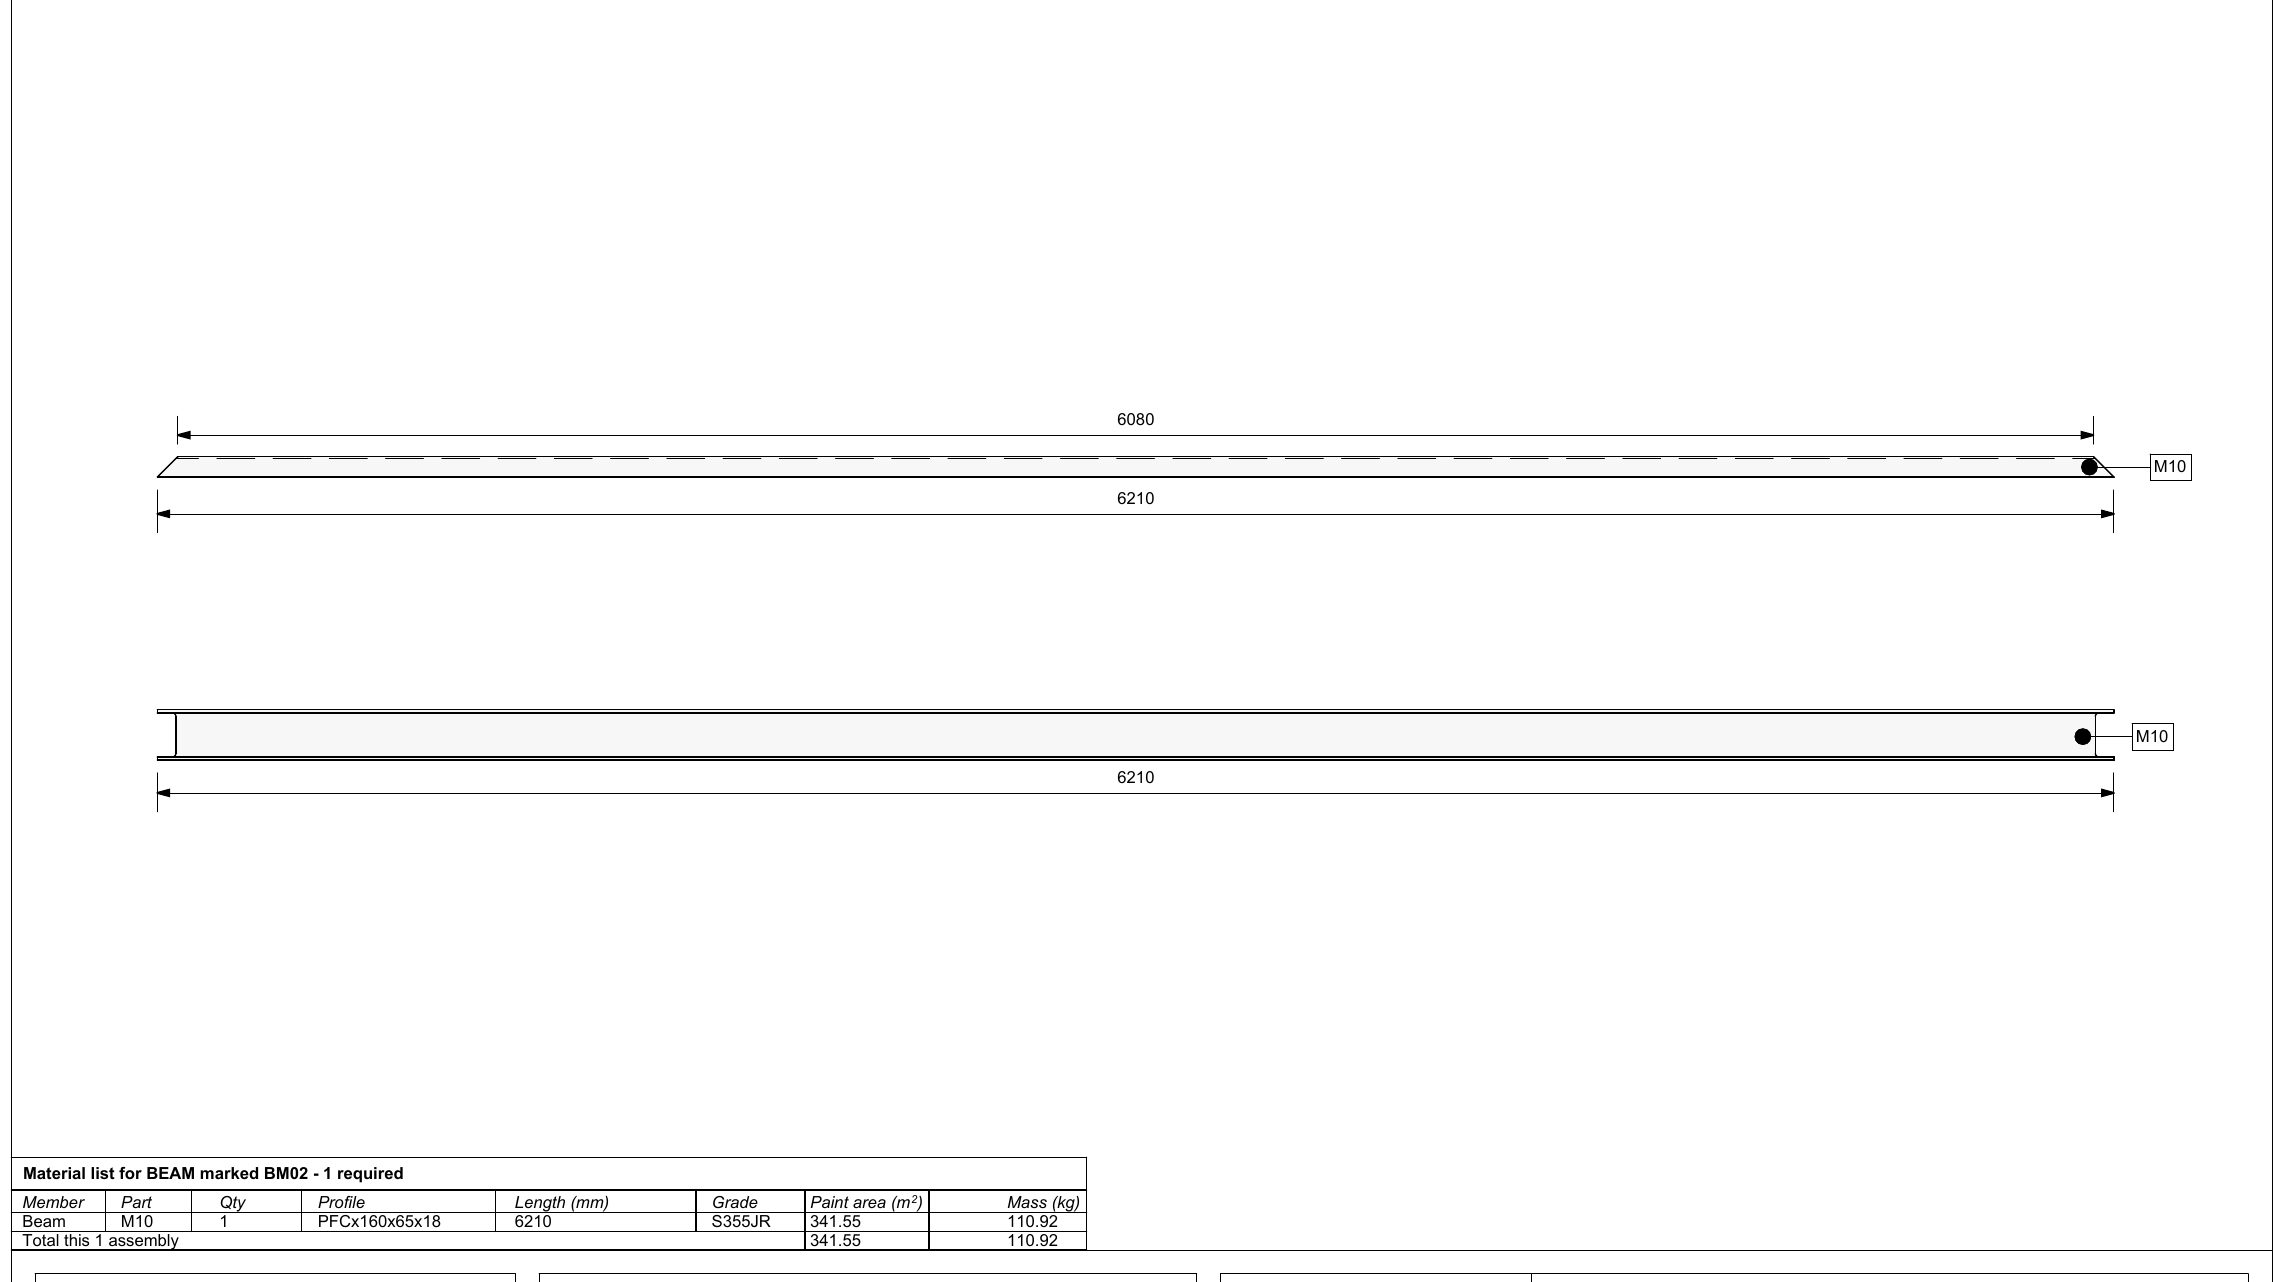 6080
M10
6210
M10
6210
Material list for BEAM marked BM02 - 1 required
Member Part Qty Profile Length (mm) Grade Paint area (m²) Mass (kg)
Beam M10 1 PFCx160x65x18 6210 S355JR 341.55 110.92
Total this 1 assembly 341.55 110.92